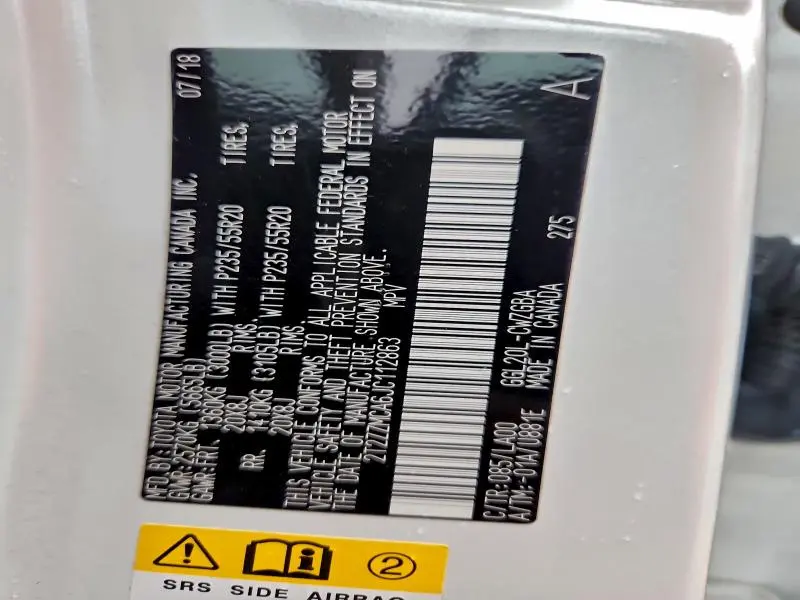 MFD. BY: TOYOTA MOTOR MANUFACTURING CANADA INC. 07/18
GVWR: 2570KG (5665LB)
GAWR: FRT. 1360KG (3000LB) WITH P235/55R20 TIRES,
20X8J RIMS,
RR. 1410KG (3105LB) WITH P235/55R20 TIRES,
20X8J RIMS,
THIS VEHICLE CONFORMS TO ALL APPLICABLE FEDERAL MOTOR
VEHICLE SAFETY AND THEFT PREVENTION STANDARDS IN EFFECT ON
THE DATE OF MANUFACTURE SHOWN ABOVE.
2T2ZZMCA6JC112863 MPV
C/TR: 085/LA00 GGL20L-CWZGBA 275
A/TM: -01A/U881E MADE IN CANADA A
2
SRS SIDE AIRBAG